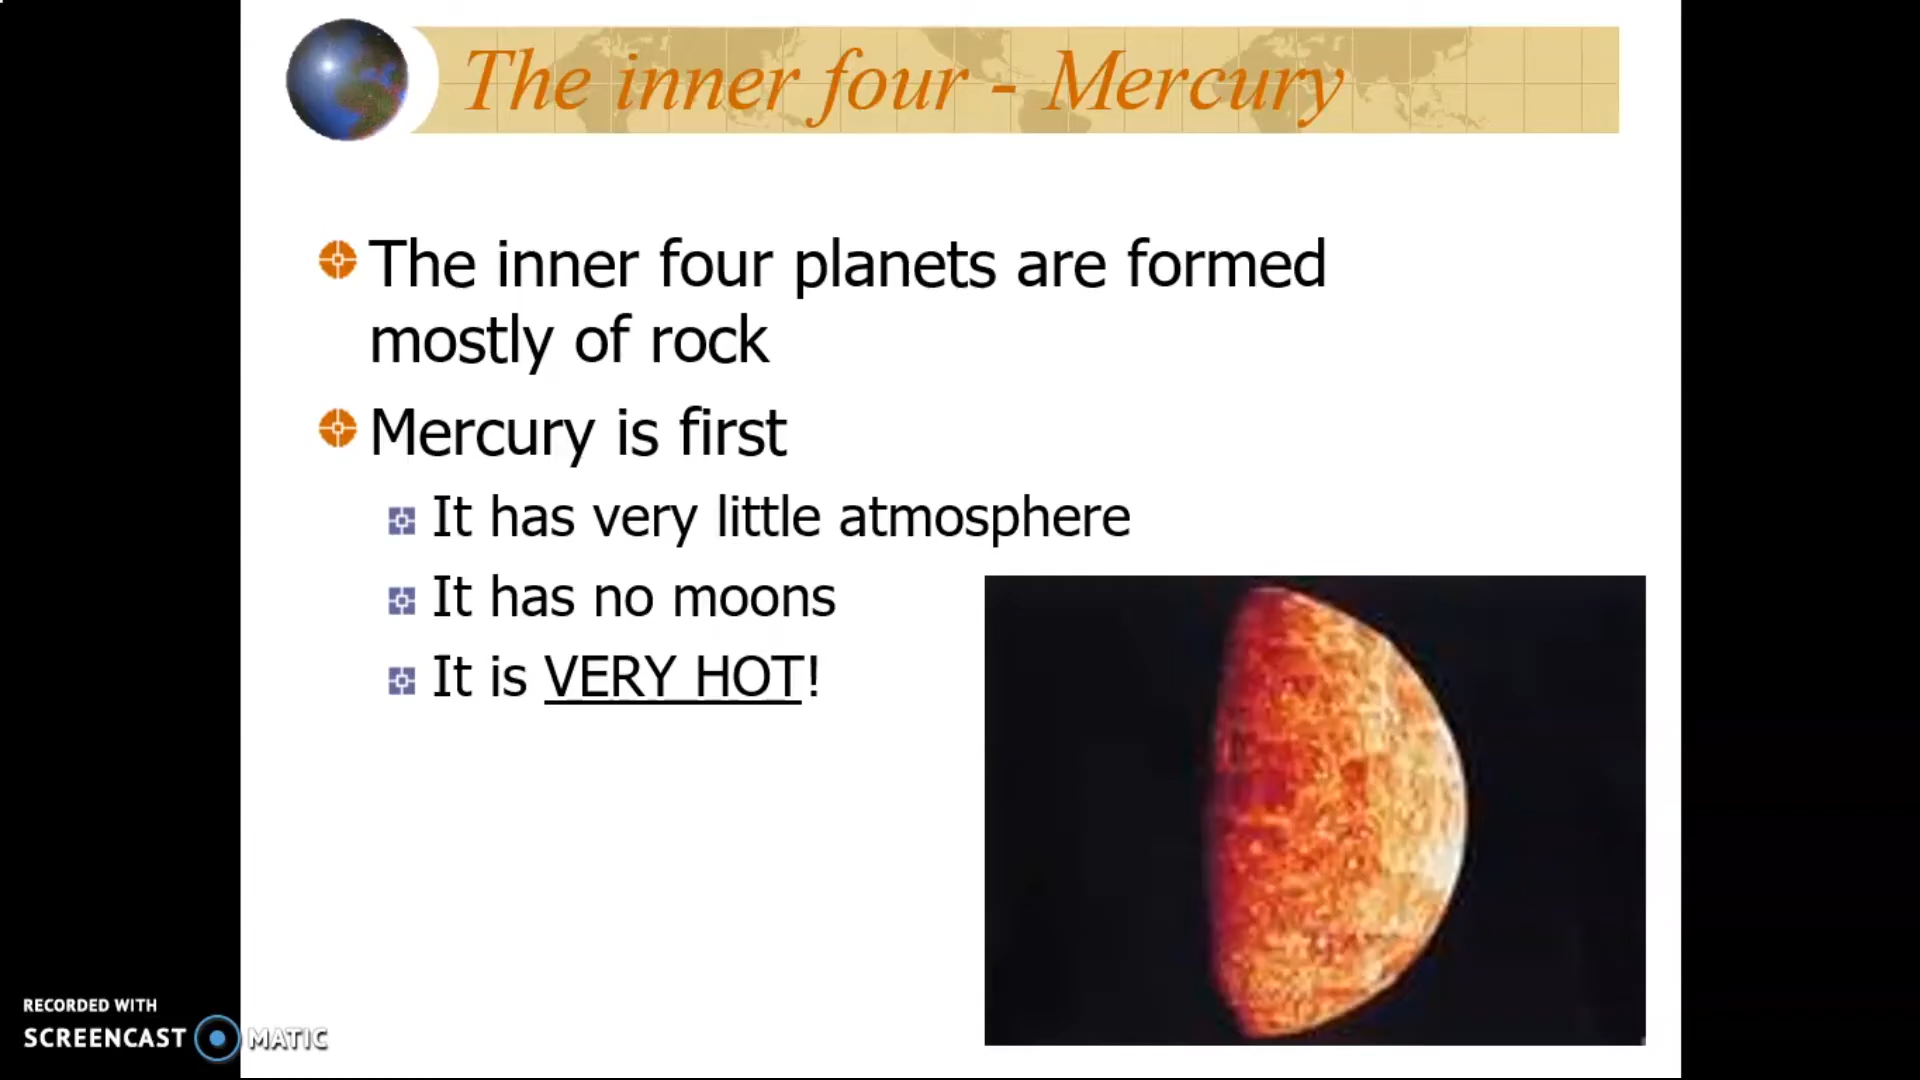 The inner four - Mercury
The inner four planets are formed
mostly of rock
Mercury is first
It has very little atmosphere
It has no moons
It is VERY HOT!
RECORDED WITH
SCREENCAST MATIC